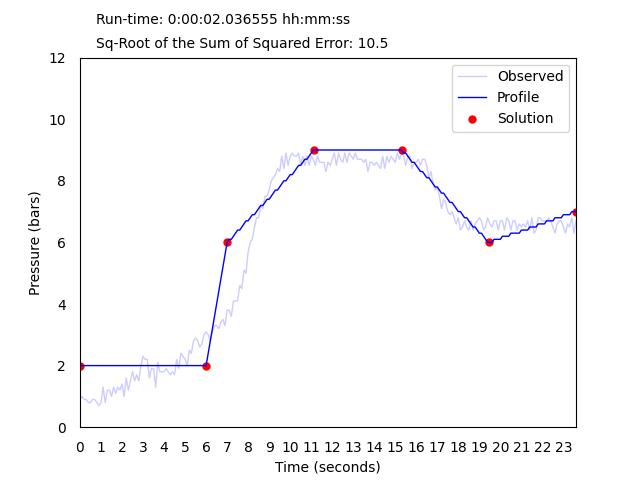 Run-time: 0:00:02.036555 hh:mm:ss
Sq-Root of the Sum of Squared Error: 10.5
12
10
8
6
4
2
0
Pressure (bars)
Observed
Profile
Solution
0 1 2 3 4 5 6 7 8 9 10 11 12 13 14 15 16 17 18 19 20 21 22 23
Time (seconds)